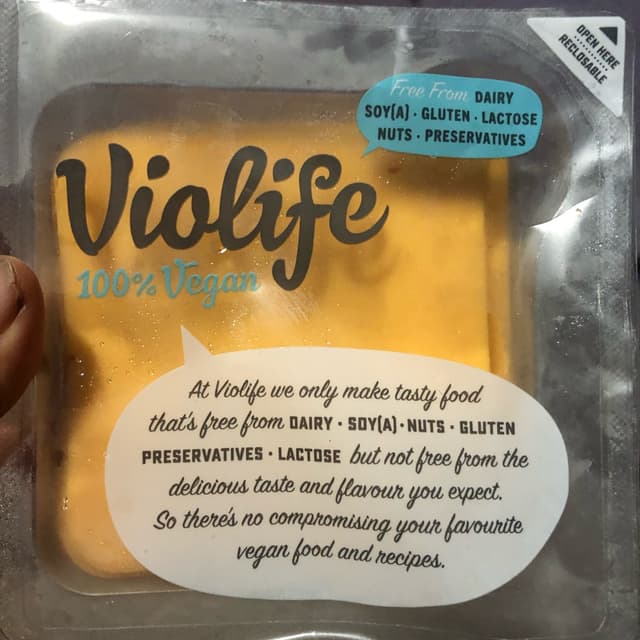 OPEN HERE
RECLOSABLE
Free From DAIRY
SOY(A) · GLUTEN · LACTOSE
NUTS · PRESERVATIVES
Violife
100% Vegan
At Violife we only make tasty food
that's free from DAIRY · SOY(A) · NUTS · GLUTEN
PRESERVATIVES · LACTOSE but not free from the
delicious taste and flavour you expect.
So there's no compromising your favourite
vegan food and recipes.